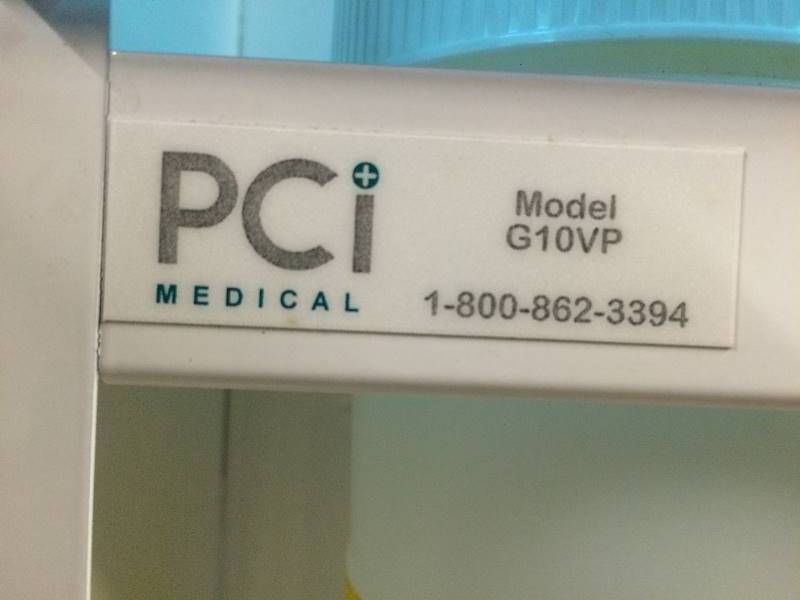 PCi
MEDICAL
Model
G10VP
1-800-862-3394